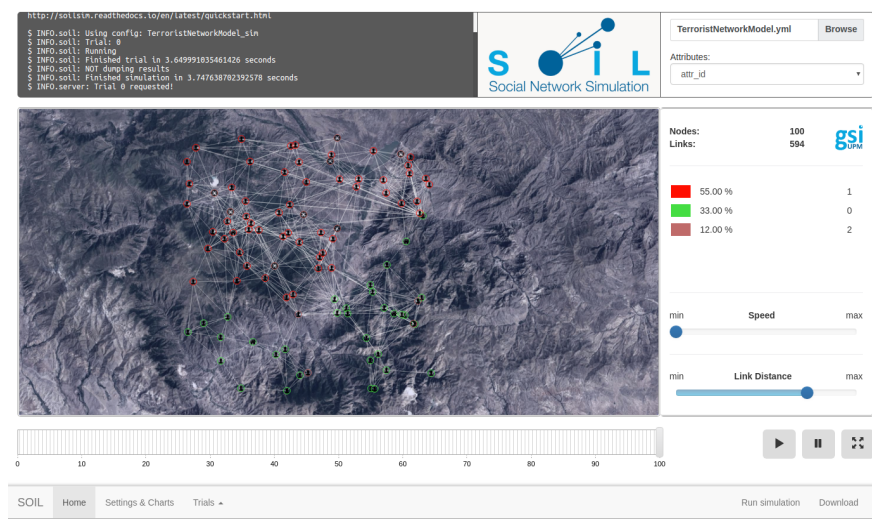 http://soilsim.readthedocs.io/en/latest/quickstart.html
$ INFO.soil: Using config: TerroristNetworkModel_sim
$ INFO.soil: Trial: 0
$ INFO.soil: Running
$ INFO.soil: Finished trial in 3.649991035461426 seconds
$ INFO.soil: NOT dumping results
$ INFO.soil: Finished simulation in 3.747638702392578 seconds
$ INFO.server: Trial 0 requested!
SOIL
Social Network Simulation
TerroristNetworkModel.yml Browse
Attributes:
attr_id
Nodes: 100
Links: 594
gsi
UPM
55.00 % 1
33.00 % 0
12.00 % 2
min Speed max
min Link Distance max
0 10 20 30 40 50 60 70 80 90 100
SOIL Home Settings & Charts Trials Run simulation Download